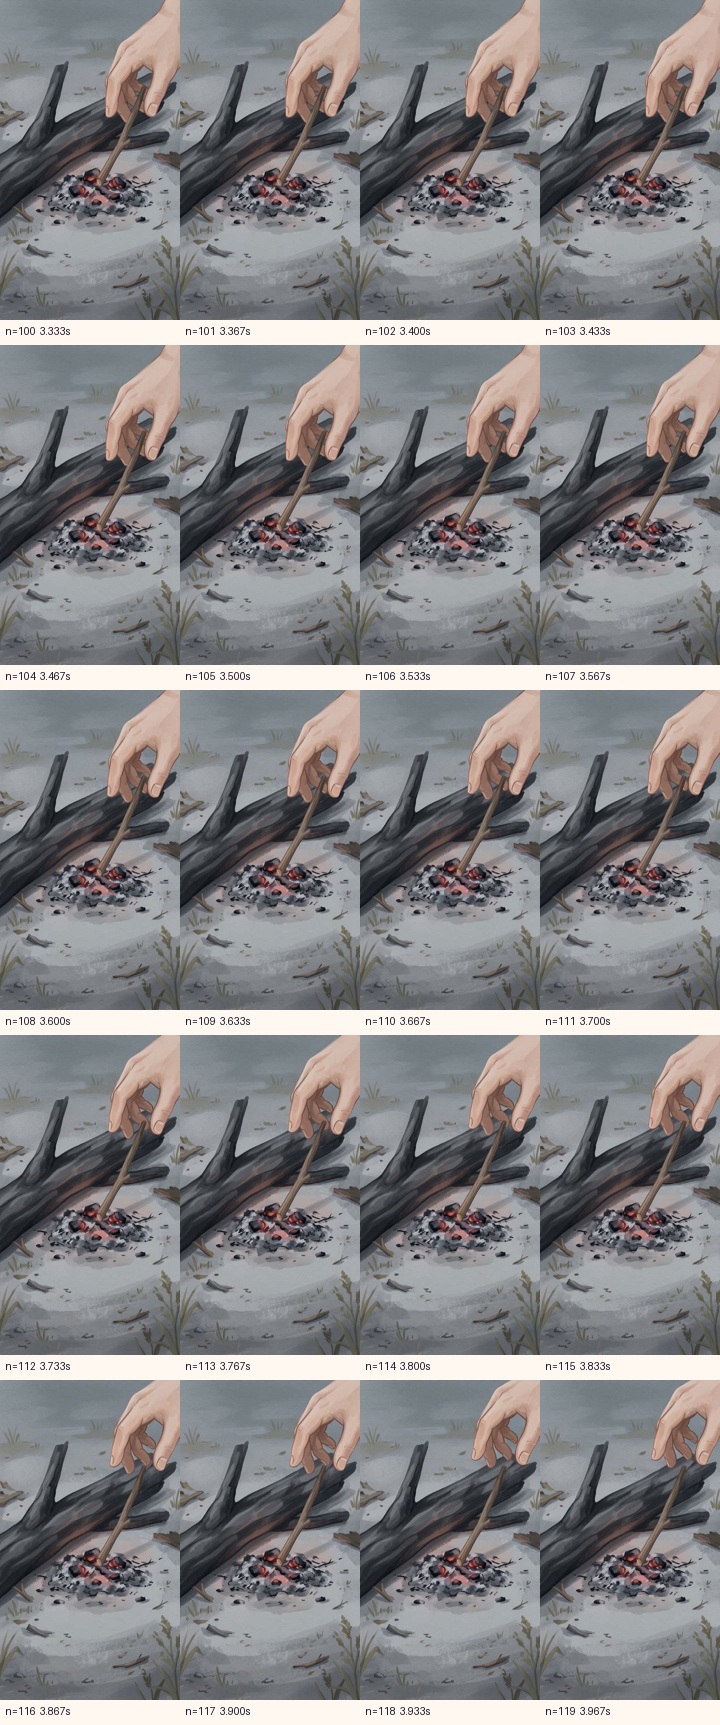 n=100 3.333s
n=101 3.367s
n=102 3.400s
n=103 3.433s
n=104 3.467s
n=105 3.500s
n=106 3.533s
n=107 3.567s
n=108 3.600s
n=109 3.633s
n=110 3.667s
n=111 3.700s
n=112 3.733s
n=113 3.767s
n=114 3.800s
n=115 3.833s
n=116 3.867s
n=117 3.900s
n=118 3.933s
n=119 3.967s